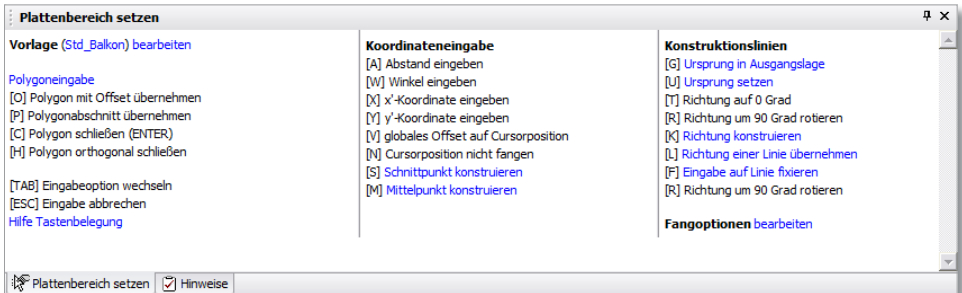 Plattenbereich setzen
Vorlage (Std_Balkon) bearbeiten
Polygoneingabe
[O] Polygon mit Offset übernehmen
[P] Polygonabschnitt übernehmen
[C] Polygon schließen (ENTER)
[H] Polygon orthogonal schließen
[TAB] Eingabeoption wechseln
[ESC] Eingabe abbrechen
Hilfe Tastenbelegung
Koordinateneingabe
[A] Abstand eingeben
[W] Winkel eingeben
[X] x'-Koordinate eingeben
[Y] y'-Koordinate eingeben
[V] globales Offset auf Cursorposition
[N] Cursorposition nicht fangen
[S] Schnittpunkt konstruieren
[M] Mittelpunkt konstruieren
Konstruktionslinien
[G] Ursprung in Ausgangslage
[U] Ursprung setzen
[T] Richtung auf 0 Grad
[R] Richtung um 90 Grad rotieren
[K] Richtung konstruieren
[L] Richtung einer Linie übernehmen
[F] Eingabe auf Linie fixieren
[R] Richtung um 90 Grad rotieren
Fangoptionen bearbeiten
Plattenbereich setzen
Hinweise